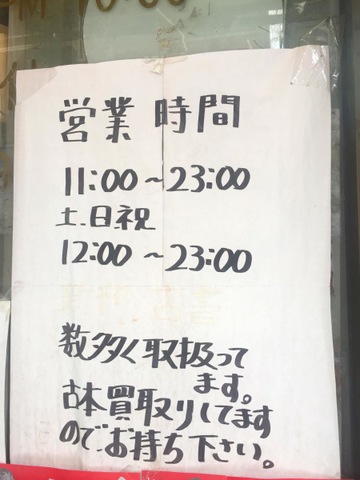 営業時間
11:00～23:00
土、日祝
12:00～23:00
数多く取扱って
ます。
古本買取りしてます
のでお持ち下さい。